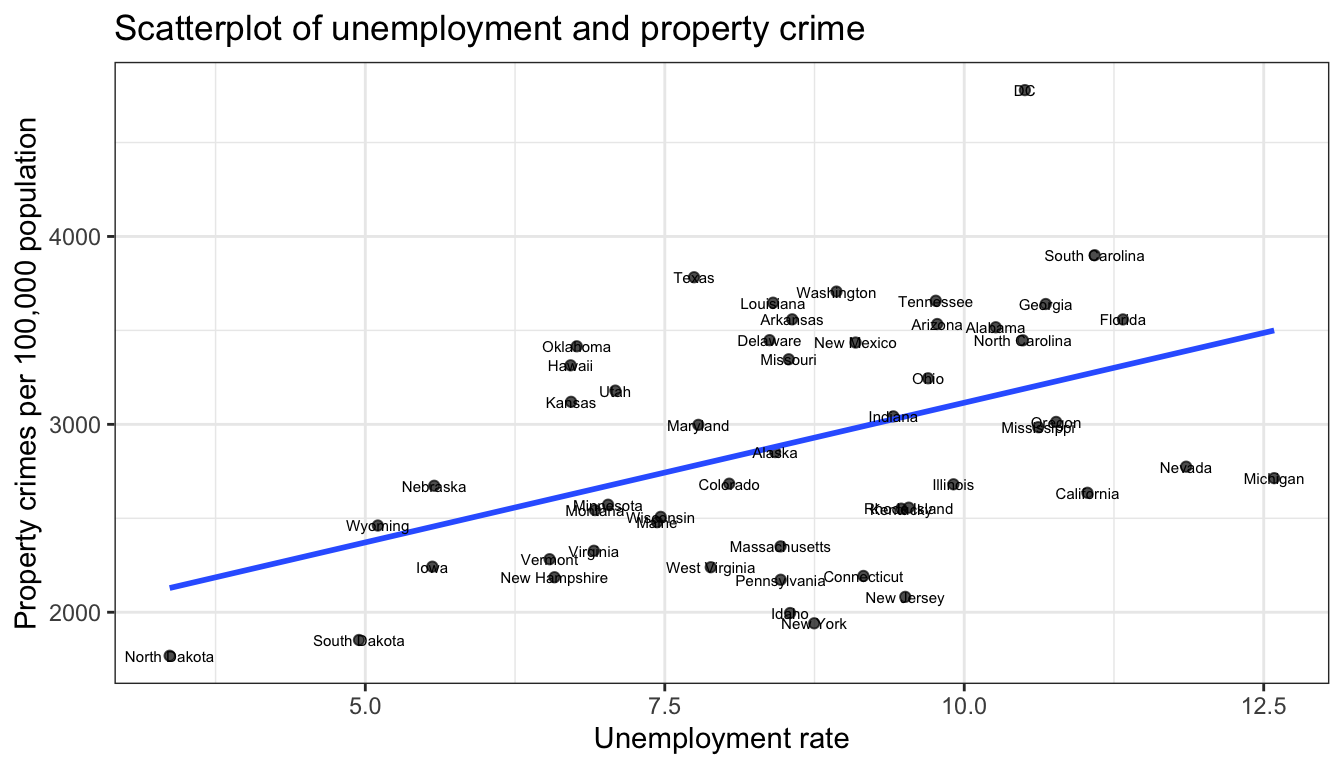 Scatterplot of unemployment and property crime
Property crimes per 100,000 population
4000
3000
2000
DC
South Carolina
Texas
Washington
Louisiana
Tennessee
Georgia
Arkansas
Arizona
Alabama
Florida
Delaware
New Mexico
North Carolina
Oklahoma
Missouri
Hawaii
Utah
Ohio
Kansas
Indiana
Maryland
Oregon
Mississippi
Alaska
Nevada
Michigan
Nebraska
Colorado
Illinois
California
Minnesota
Montana
Rhode Island
Kentucky
Wisconsin
Maine
Wyoming
Virginia
Massachusetts
Vermont
Iowa
New Hampshire
West Virginia
Pennsylvania
Connecticut
New Jersey
Idaho
New York
South Dakota
North Dakota
5.0
7.5
10.0
12.5
Unemployment rate